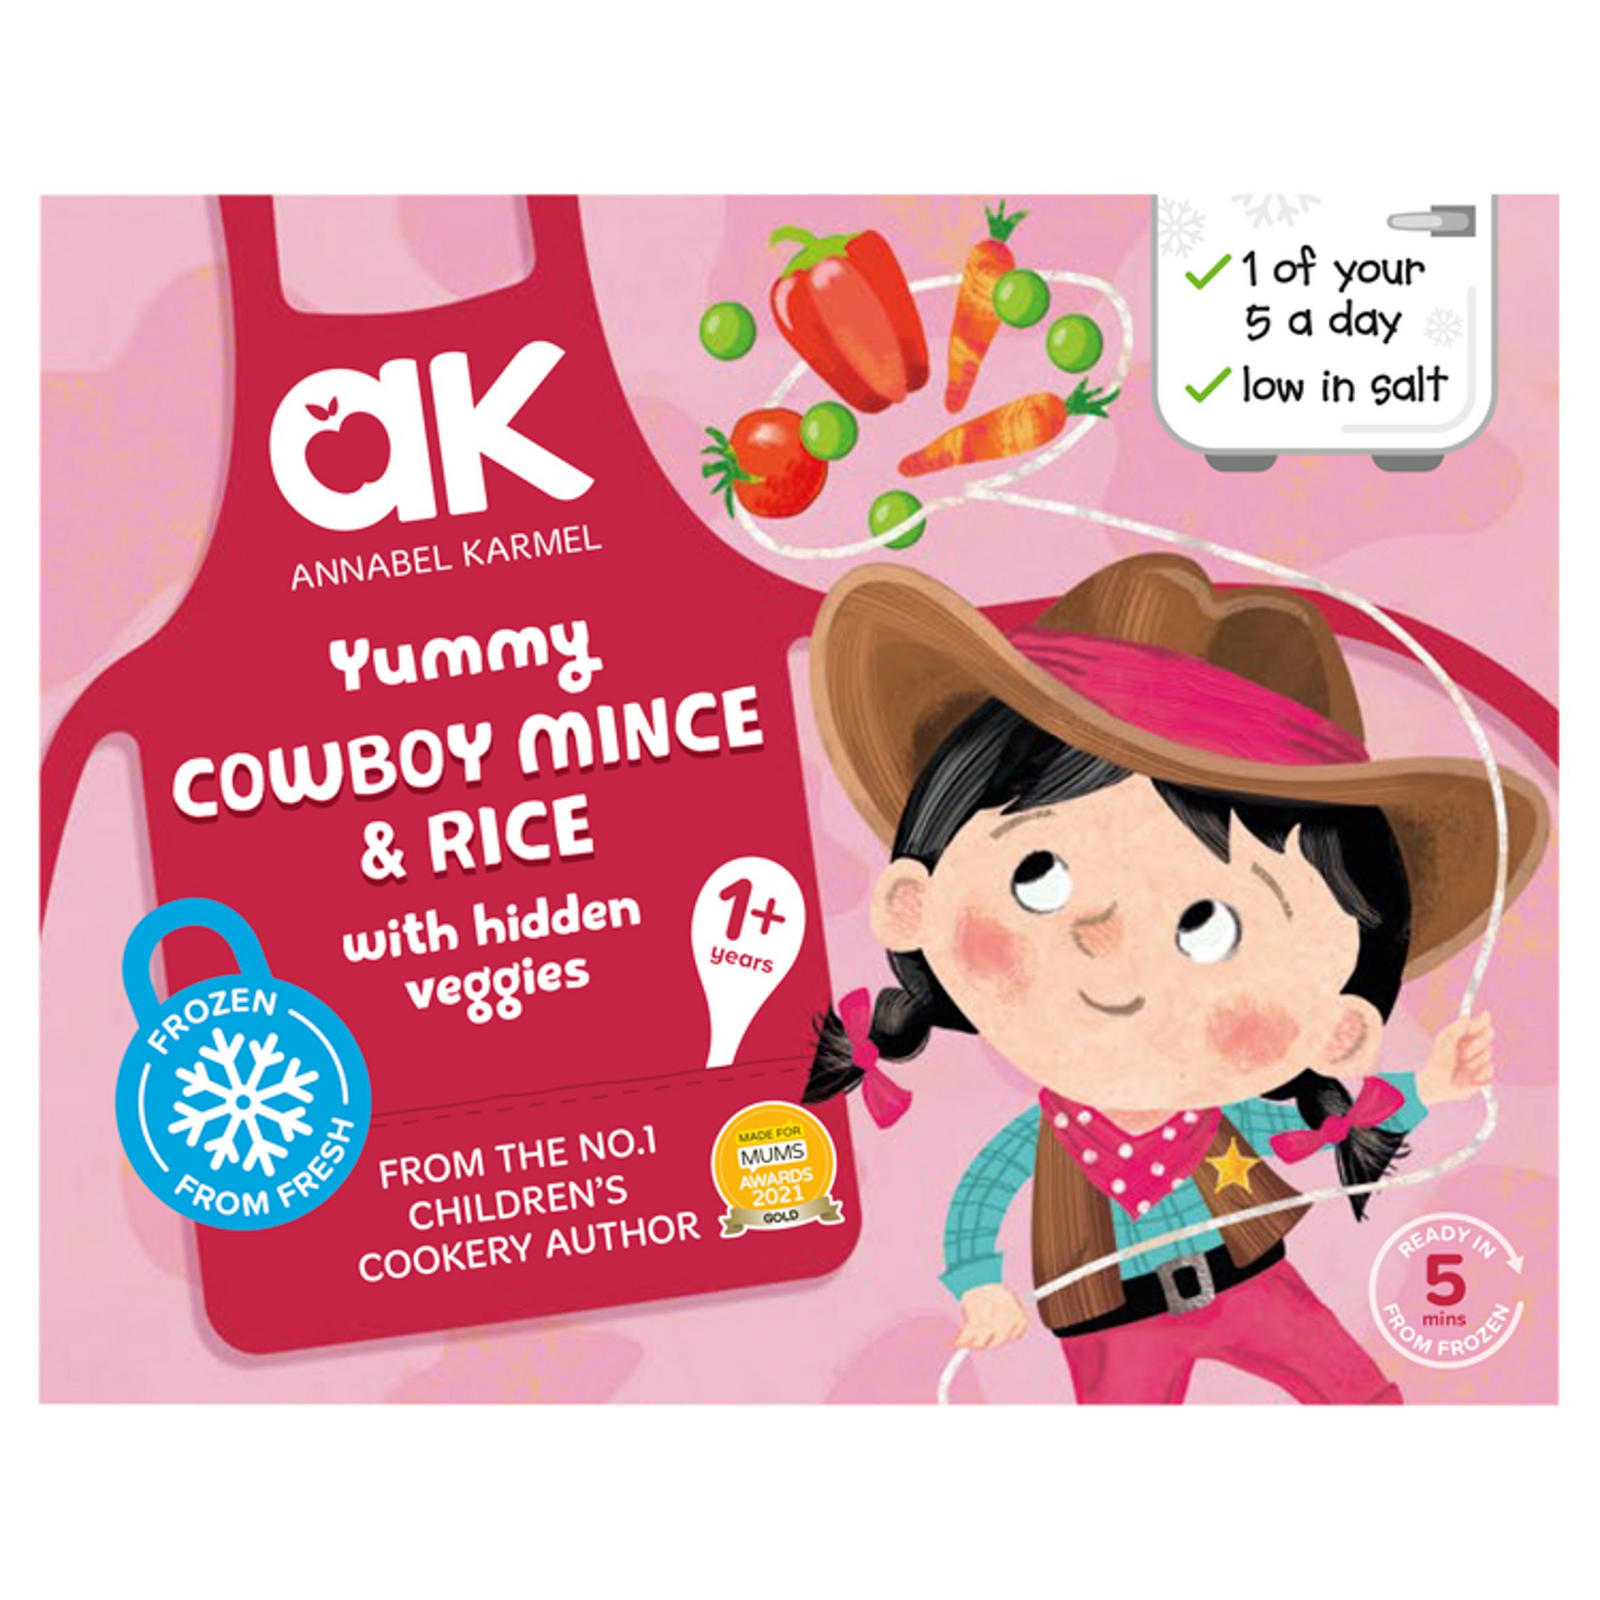 ak
ANNABEL KARMEL
Yummy
COWBOY MINCE
& RICE
with hidden
veggies
1+
years
FROZEN
FROM FRESH
FROM THE NO.1
CHILDREN'S
COOKERY AUTHOR
MADE FOR
MUMS
AWARDS
2021
GOLD
1 of your
5 a day
low in salt
READY IN
5
mins
FROM FROZEN